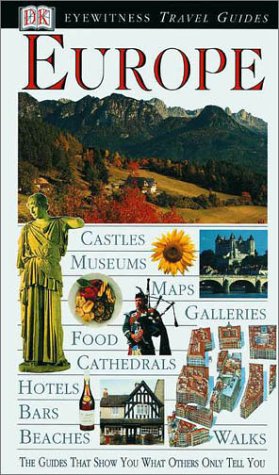 DK EYEWITNESS TRAVEL GUIDES
EUROPE
CASTLES
MUSEUMS
MAPS
GALLERIES
FOOD
CATHEDRALS
HOTELS
BARS
BEACHES
WALKS
THE GUIDES THAT SHOW YOU WHAT OTHERS ONLY TELL YOU